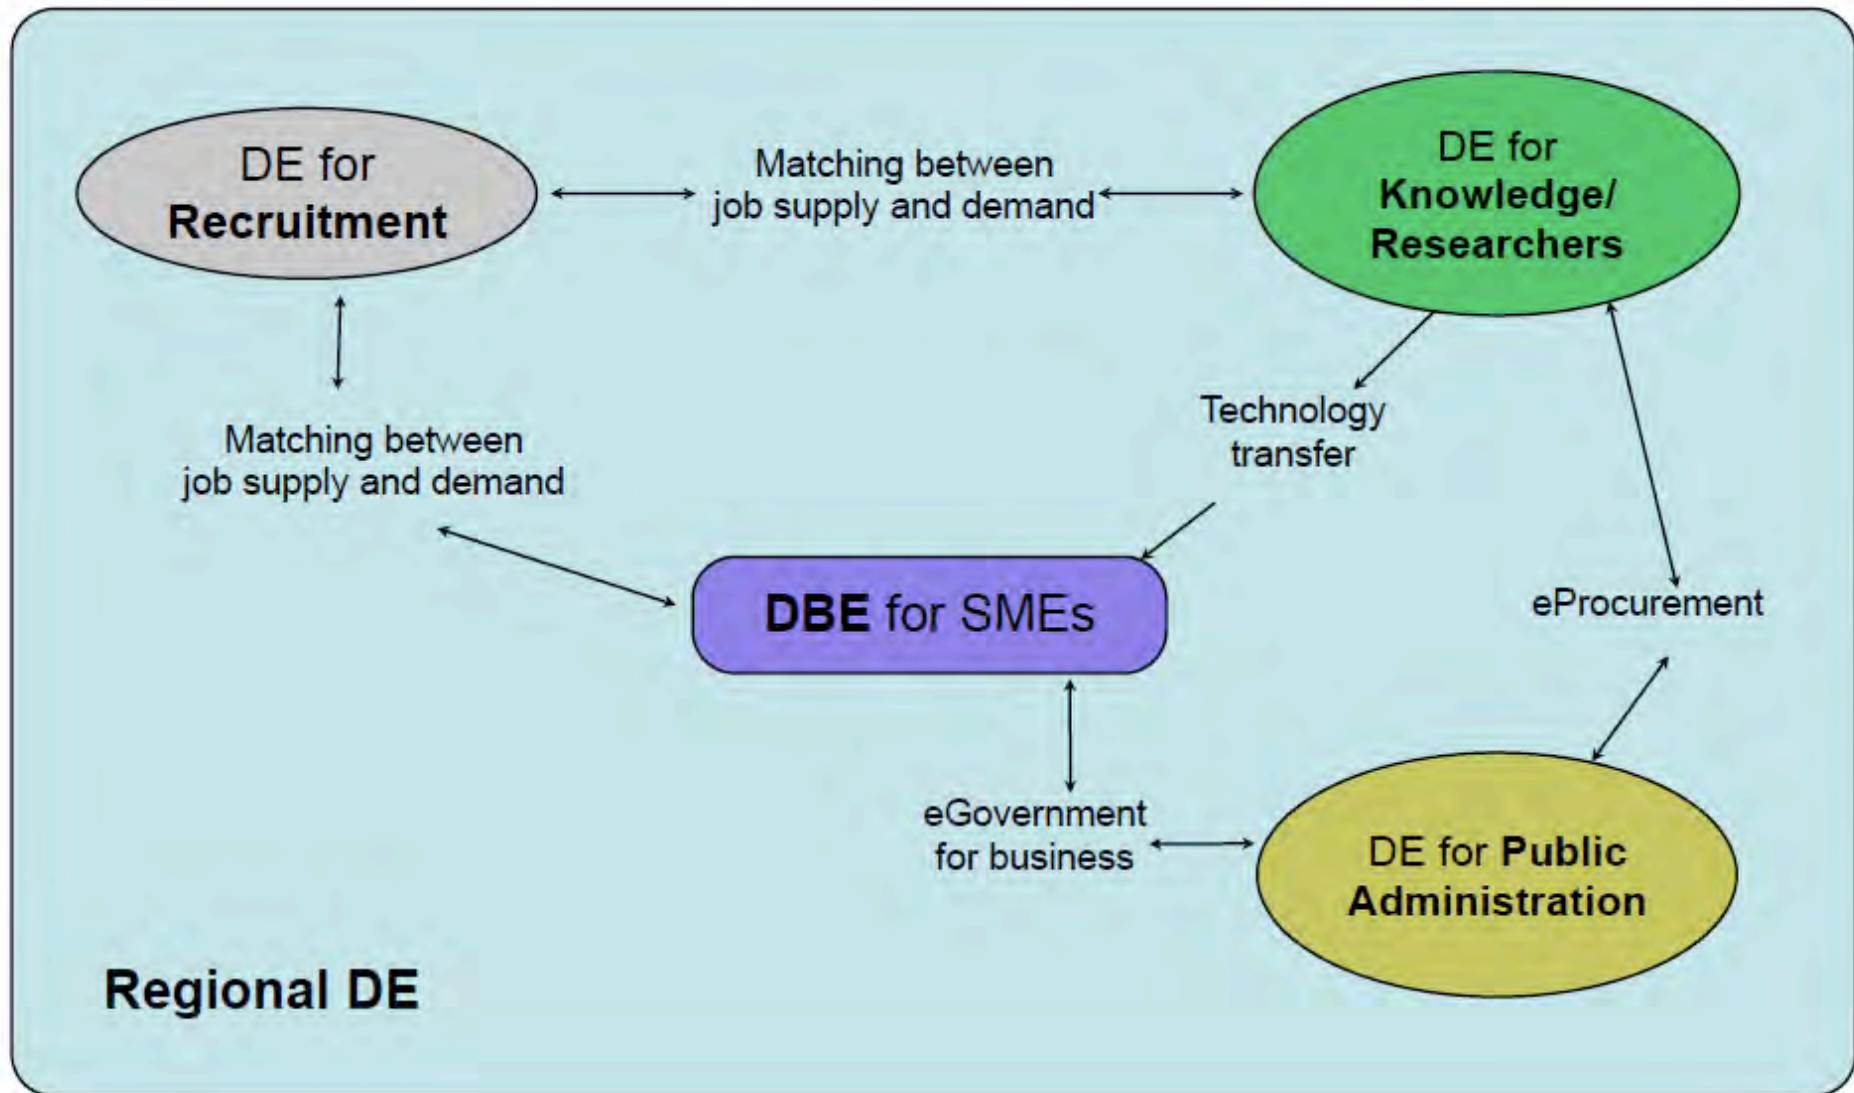 DE for
Recruitment
Matching between
job supply and demand
DE for
Knowledge/
Researchers
Matching between
job supply and demand
Technology
transfer
DBE for SMEs
eProcurement
eGovernment
for business
DE for Public
Administration
Regional DE